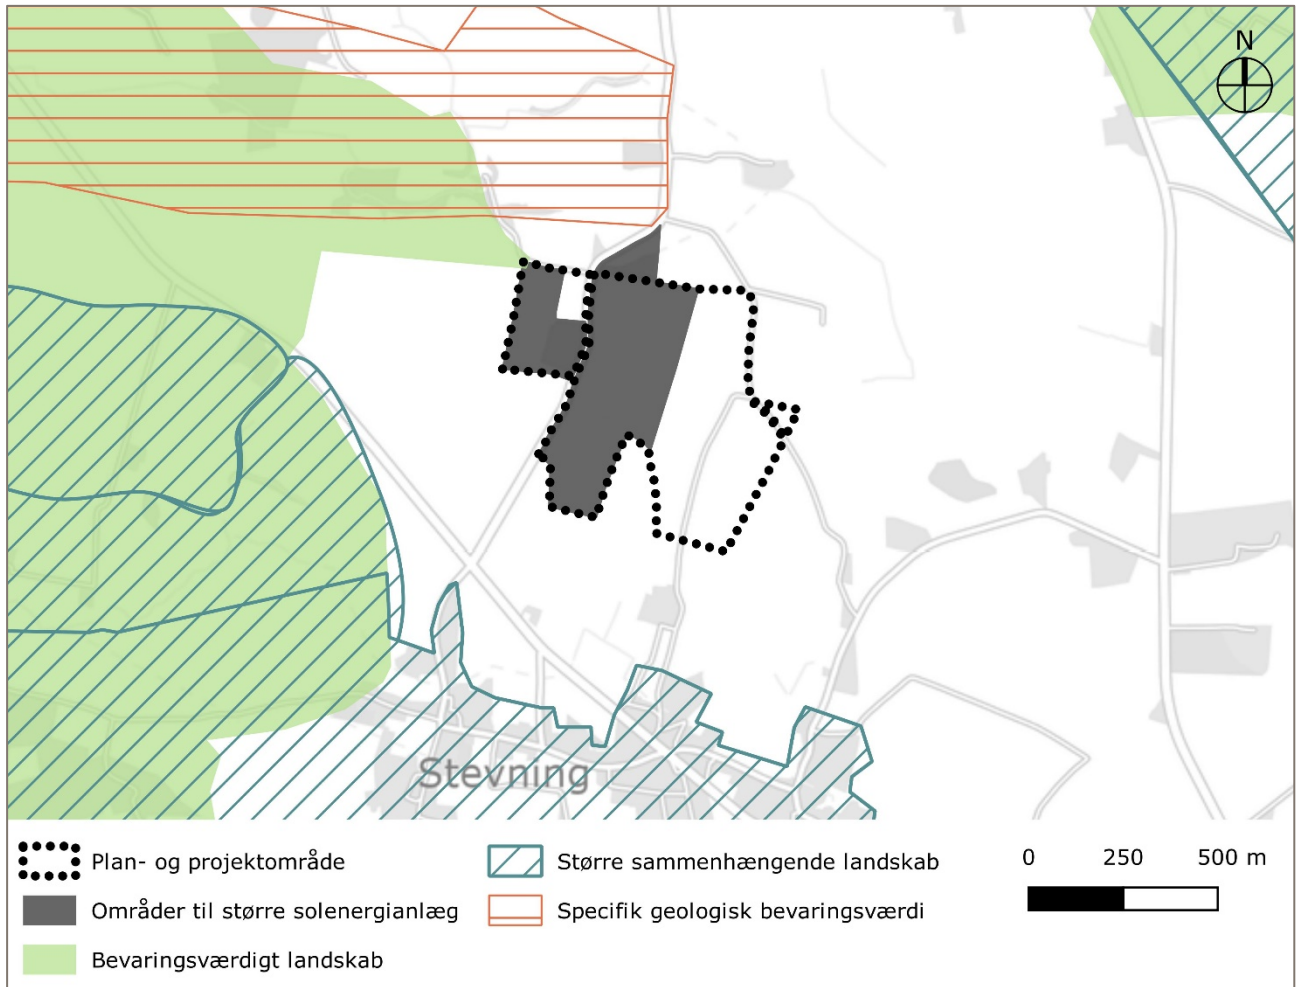 N
Stevning
Plan- og projektområde
Større sammenhængende landskab
0 250 500 m
Områder til større solenergianlæg
Specifik geologisk bevaringsværdi
Bevaringsværdigt landskab